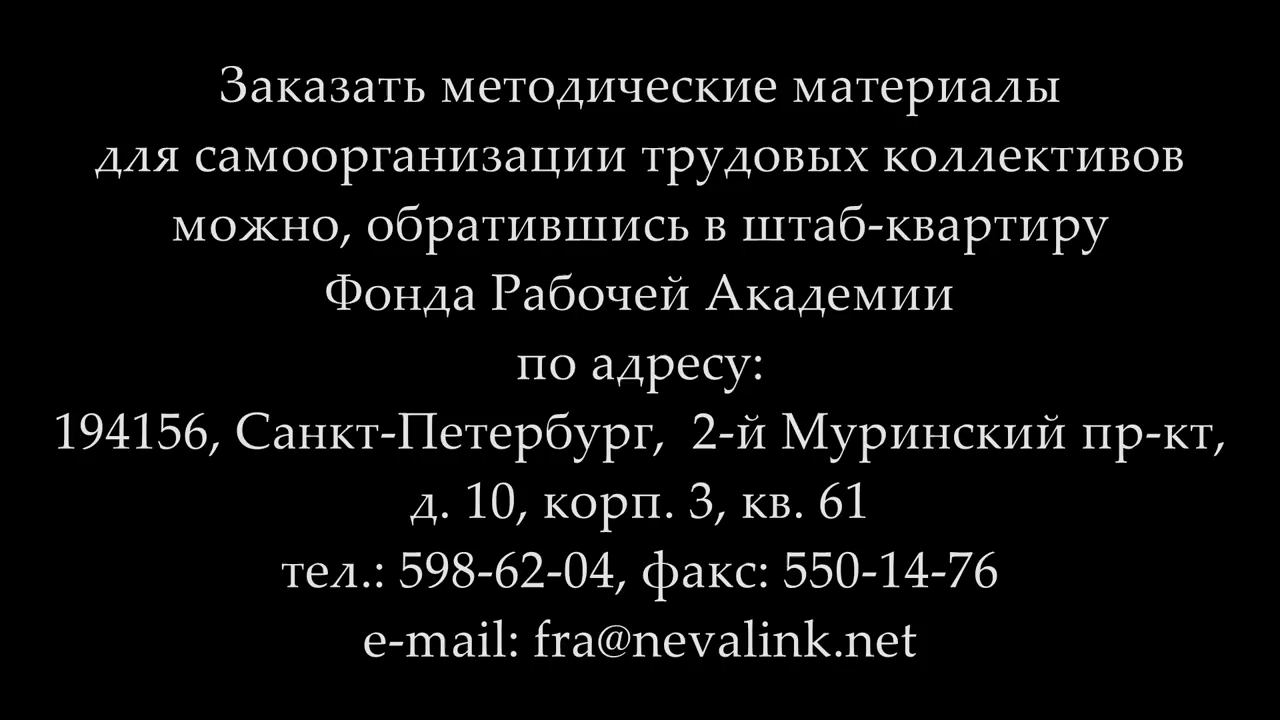 Заказать методические материалы
для самоорганизации трудовых коллективов
можно, обратившись в штаб-квартиру
Фонда Рабочей Академии
по адресу:
194156, Санкт-Петербург,  2-й Муринский пр-кт,
д. 10, корп. 3, кв. 61
тел.: 598-62-04, факс: 550-14-76
e-mail: fra@nevalink.net